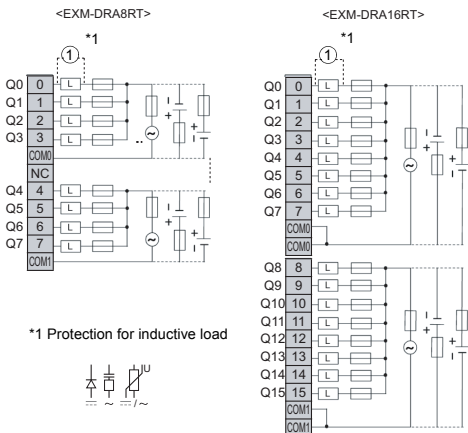 <EXM-DRA8RT>
*1
1
Q0 0 L
Q1 1 L
Q2 2 L
Q3 3 L
COM0
NC
Q4 4 L
Q5 5 L
Q6 6 L
Q7 7 L
COM1
*1 Protection for inductive load
U
<EXM-DRA16RT>
*1
1
Q0 0 L
Q1 1 L
Q2 2 L
Q3 3 L
Q4 4 L
Q5 5 L
Q6 6 L
Q7 7 L
COM0
COM0
Q8 8 L
Q9 9 L
Q10 10 L
Q11 11 L
Q12 12 L
Q13 13 L
Q14 14 L
Q15 15 L
COM1
COM1